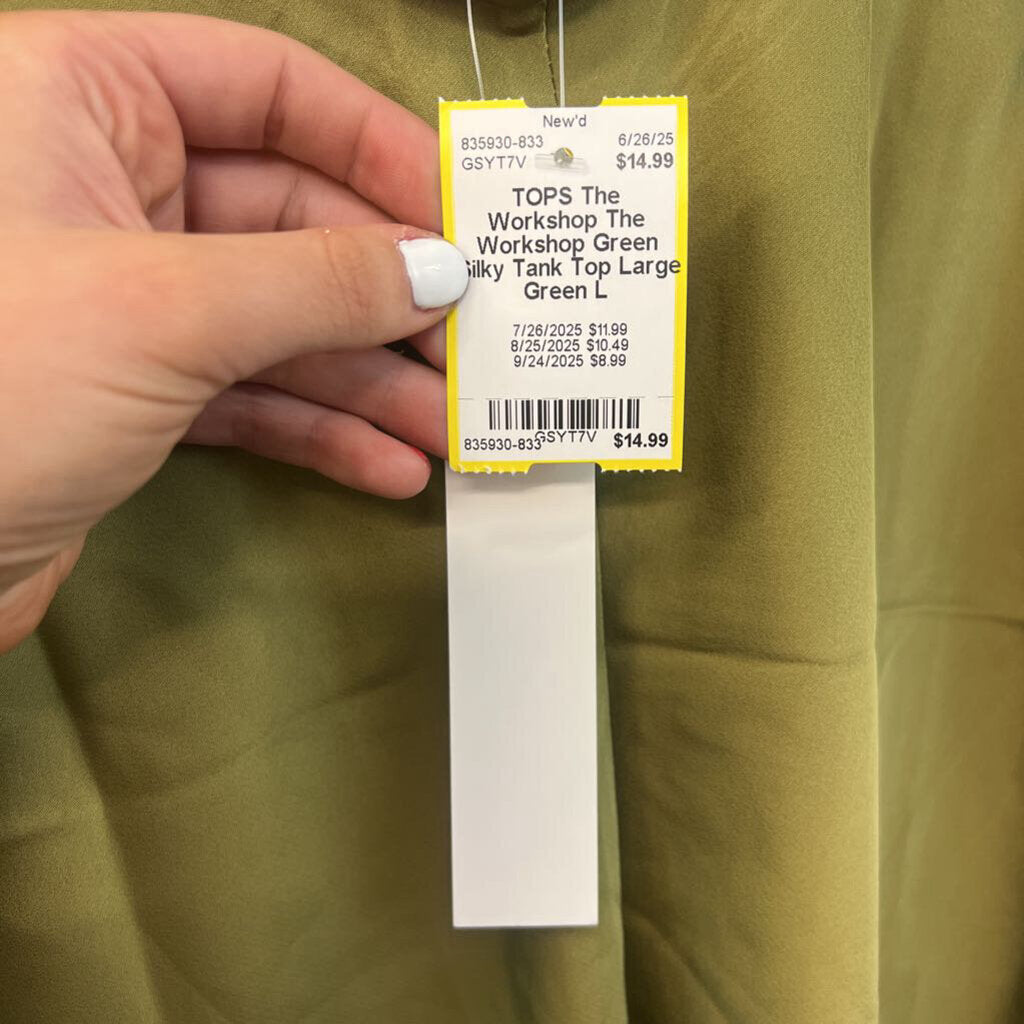 New'd
835930-833 6/26/25
GSYT7V $14.99
TOPS The
Workshop The
Workshop Green
Silky Tank Top Large
Green L
7/26/2025 $11.99
8/25/2025 $10.49
9/24/2025 $8.99
835930-833 GSYT7V $14.99